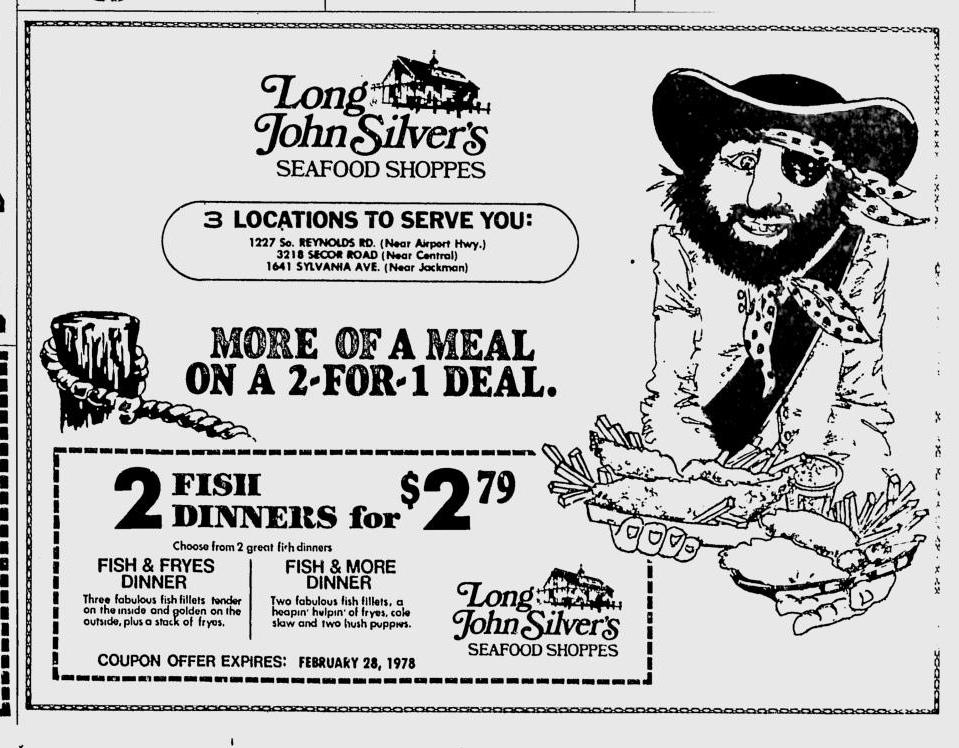 Long
John Silver's
SEAFOOD SHOPPES
3 LOCATIONS TO SERVE YOU:
1227 So. REYNOLDS RD. (Near Airport Hwy.)
3218 SECOR ROAD (Near Central)
1641 SYLVANIA AVE. (Near Jackman)
MORE OF A MEAL
ON A 2-FOR-1 DEAL.
2 FISH
DINNERS for $2.79
Choose from 2 great fish dinners
FISH & FRYES
DINNER
Three fabulous fish fillets tender
on the inside and golden on the
outside, plus a stack of fryes.
FISH & MORE
DINNER
Two fabulous fish fillets, a
heapin' helpin' of fryes, cole
slaw and two hush puppies.
Long
John Silver's
SEAFOOD SHOPPES
COUPON OFFER EXPIRES: FEBRUARY 28, 1978